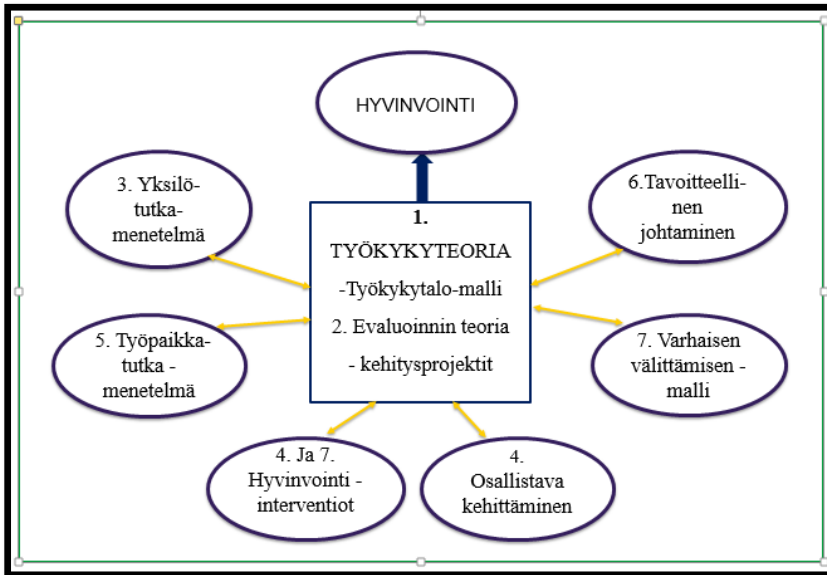 HYVINVOINTI
3. Yksilö-
tutka-
menetelmä
6.Tavoitteelli-
nen
johtaminen
1.
TYÖKYKYTEORIA
-Työkykytalo-malli
2. Evaluoinnin teoria
- kehitysprojektit
5. Työpaikka-
tutka -
menetelmä
7. Varhaisen
välittämisen -
malli
4. Ja 7.
Hyvinvointi -
interventiot
4.
Osallistava
kehittäminen